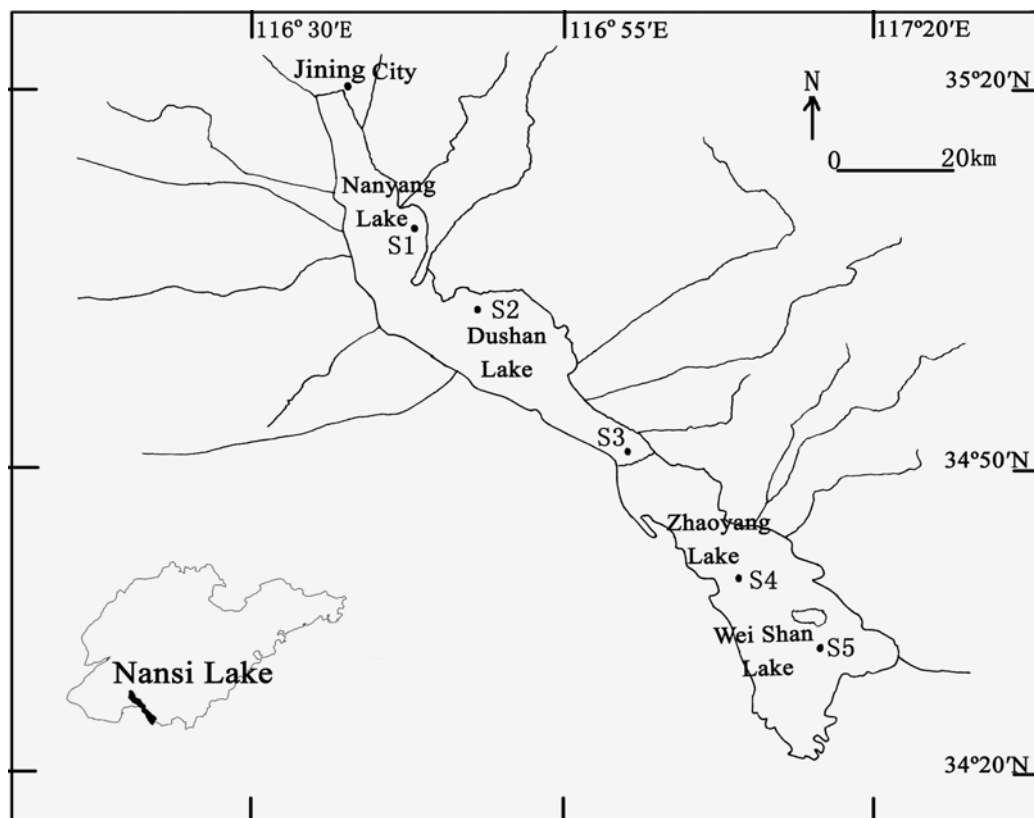 116° 30′E
116°55′E
117°20′E
Jining City
35°20′N
N
0
20km
Nanyang
Lake
S1
S2
Dushan
Lake
S3
34°50′N
Zhaoyang
Lake
S4
Wei Shan
S5
Lake
Nansi Lake
34°20′N